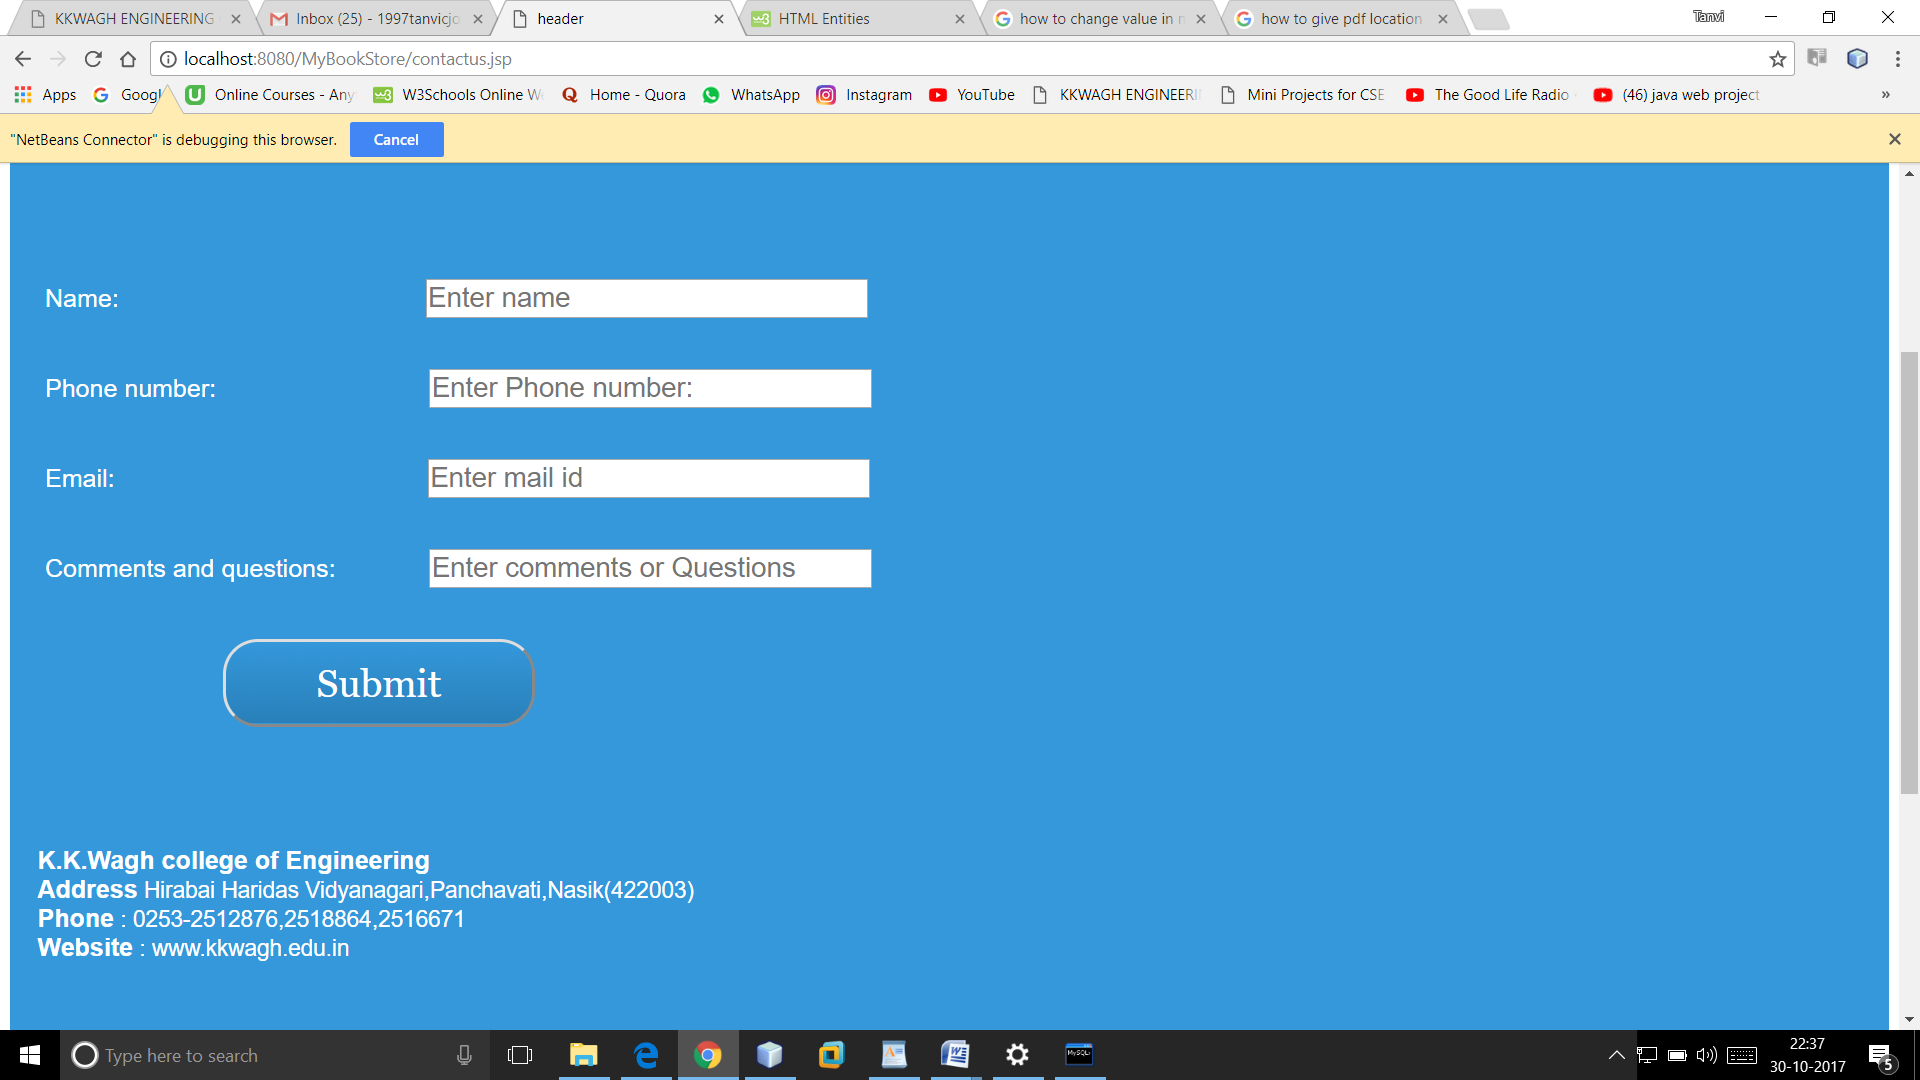 KKWAGH ENGINEERING
Inbox (25) - 1997tanvicjo
header
HTML Entities
how to change value in
how to give pdf location
Tanvi
localhost:8080/MyBookStore/contactus.jsp
Apps
Googl
Online Courses - Any
W3Schools Online W
Home - Quora
WhatsApp
Instagram
YouTube
KKWAGH ENGINEERI
Mini Projects for CSE
The Good Life Radio
(46) java web project
»
"NetBeans Connector" is debugging this browser.
Cancel
Name:
Enter name
Phone number:
Enter Phone number:
Email:
Enter mail id
Comments and questions:
Enter comments or Questions
Submit
K.K.Wagh college of Engineering
Address Hirabai Haridas Vidyanagari,Panchavati,Nasik(422003)
Phone : 0253-2512876,2518864,2516671
Website : www.kkwagh.edu.in
Type here to search
MySQL
22:37
30-10-2017
5